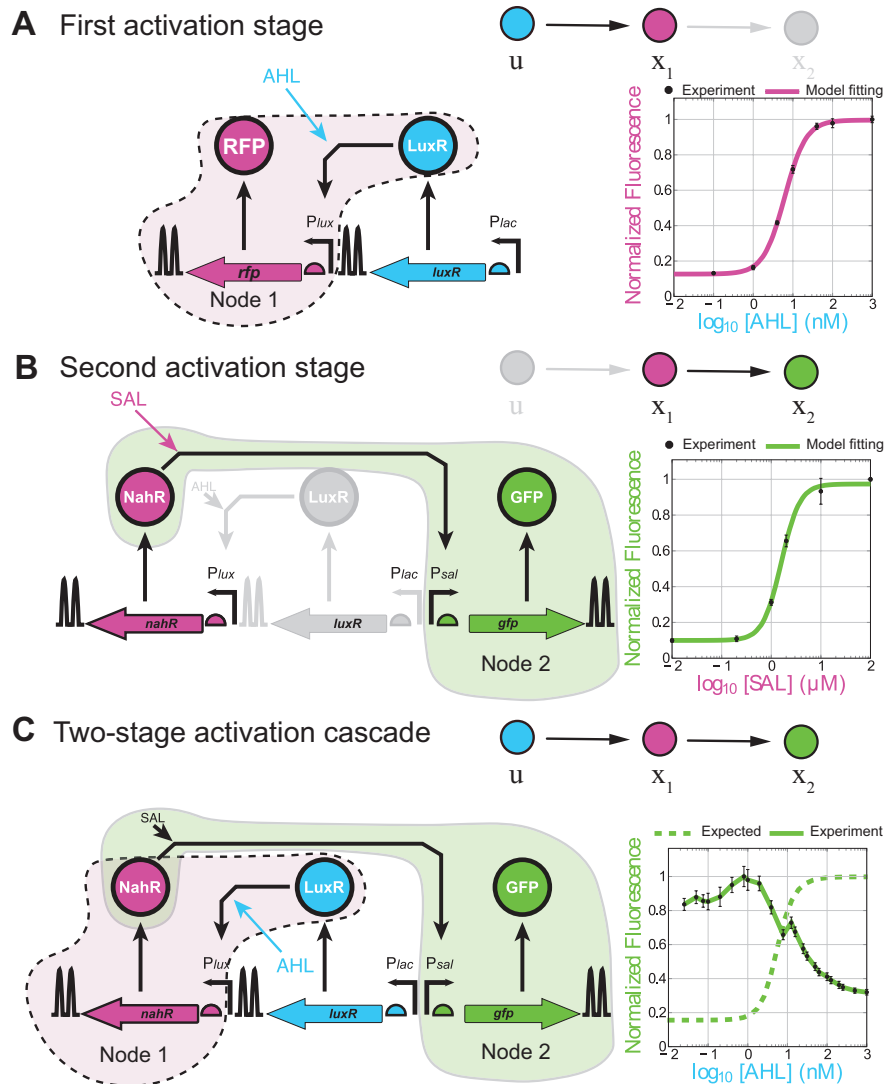 A First activation stage
u
x1
x2
AHL
RFP
LuxR
Plux
Plac
rfp
luxR
Node 1
Experiment
Model fitting
Normalized Fluorescence
1
0.8
0.6
0.4
0.2
0
−2 −1 0 1 2 3
log10 [AHL] (nM)
B Second activation stage
u
x1
x2
SAL
NahR
AHL
LuxR
GFP
Plux
Plac
Psal
nahR
luxR
gfp
Node 2
Experiment
Model fitting
Normalized Fluorescence
1
0.8
0.6
0.4
0.2
0
−2 −1 0 1 2
log10 [SAL] (μM)
C Two-stage activation cascade
u
x1
x2
SAL
NahR
LuxR
GFP
Plux
AHL
Plac
Psal
nahR
luxR
gfp
Node 1
Node 2
Expected
Experiment
Normalized Fluorescence
1
0.8
0.6
0.4
0.2
0
−2 −1 0 1 2 3
log10 [AHL] (nM)